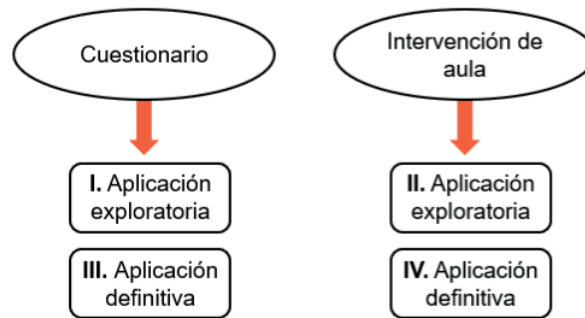 Cuestionario
Intervención de
aula
I. Aplicación
exploratoria
II. Aplicación
exploratoria
III. Aplicación
definitiva
IV. Aplicación
definitiva